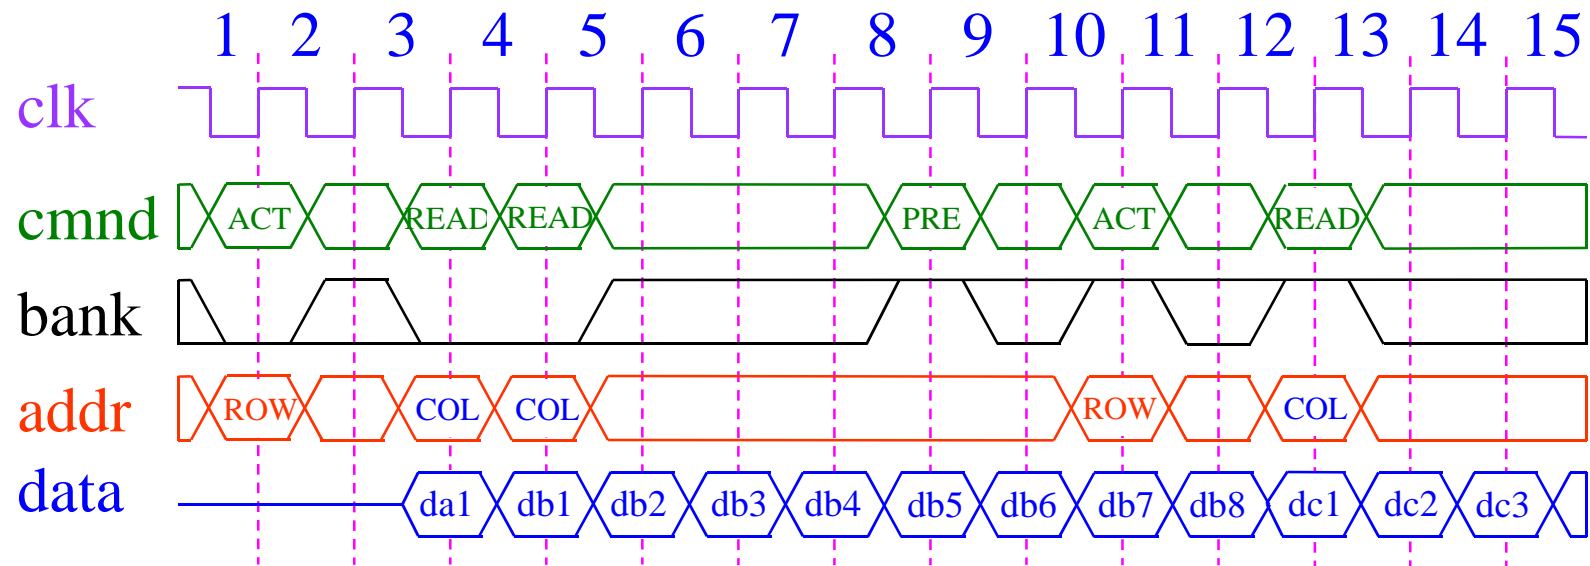 1 2 3 4 5 6 7 8 9 10 11 12 13 14 15
clk
cmnd ACT READ READ PRE ACT READ
bank
addr ROW COL COL ROW COL
data da1 db1 db2 db3 db4 db5 db6 db7 db8 dc1 dc2 dc3